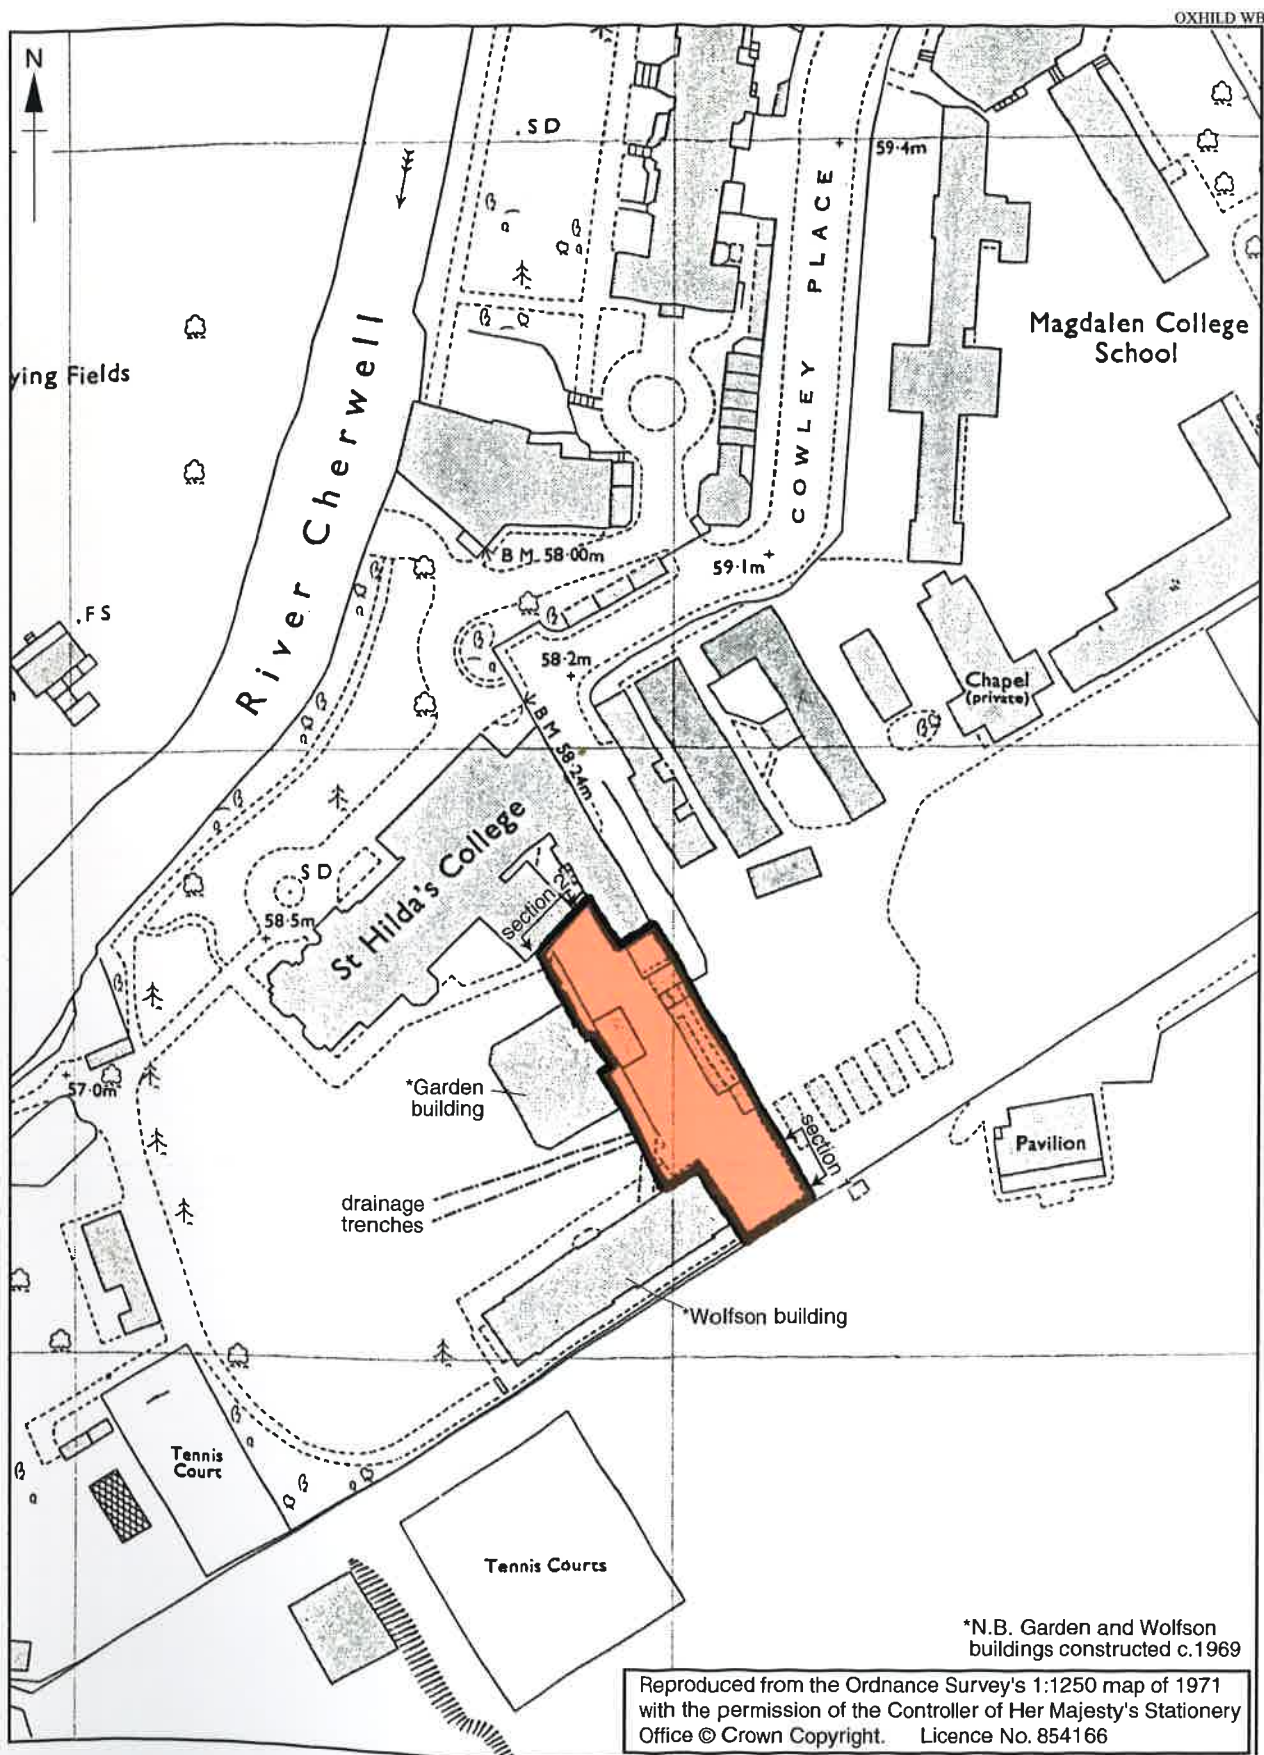 OXHILD WB
N
.SD
59·4m
COWLEY PLACE
Magdalen College
School
ying Fields
River Cherwell
B M 58·00m
59·1m
.FS
58·2m
B M 58·24m
Chapel
(private)
St Hilda's College
SD
58·5m
section
section
57·0m
*Garden
building
Pavilion
drainage
trenches
*Wolfson building
Tennis
Court
Tennis Courts
*N.B. Garden and Wolfson
buildings constructed c.1969
Reproduced from the Ordnance Survey's 1:1250 map of 1971
with the permission of the Controller of Her Majesty's Stationery
Office © Crown Copyright. Licence No. 854166